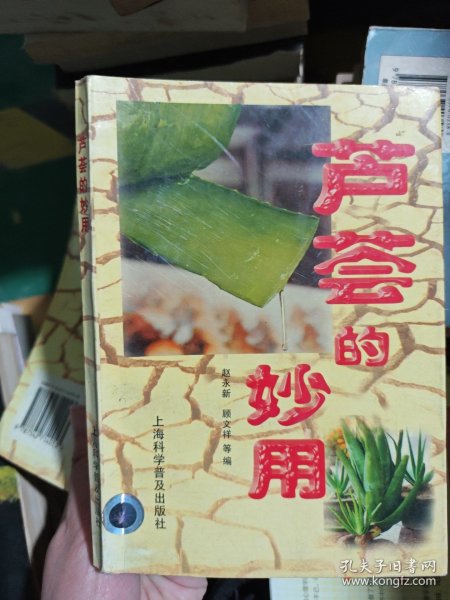 芦荟的妙用
芦荟
的
妙用
赵永新 顾文祥 等 编
上海科学普及出版社
孔夫子旧书网
https://www.kongfz.com